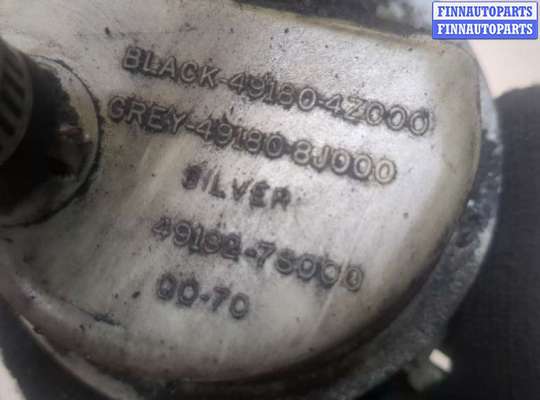 FINNAUTOPARTS
FINNAUTOPARTS
BLACK-49180-4Z000
GREY-49180-8J000
SILVER
49182-7S000
00-70